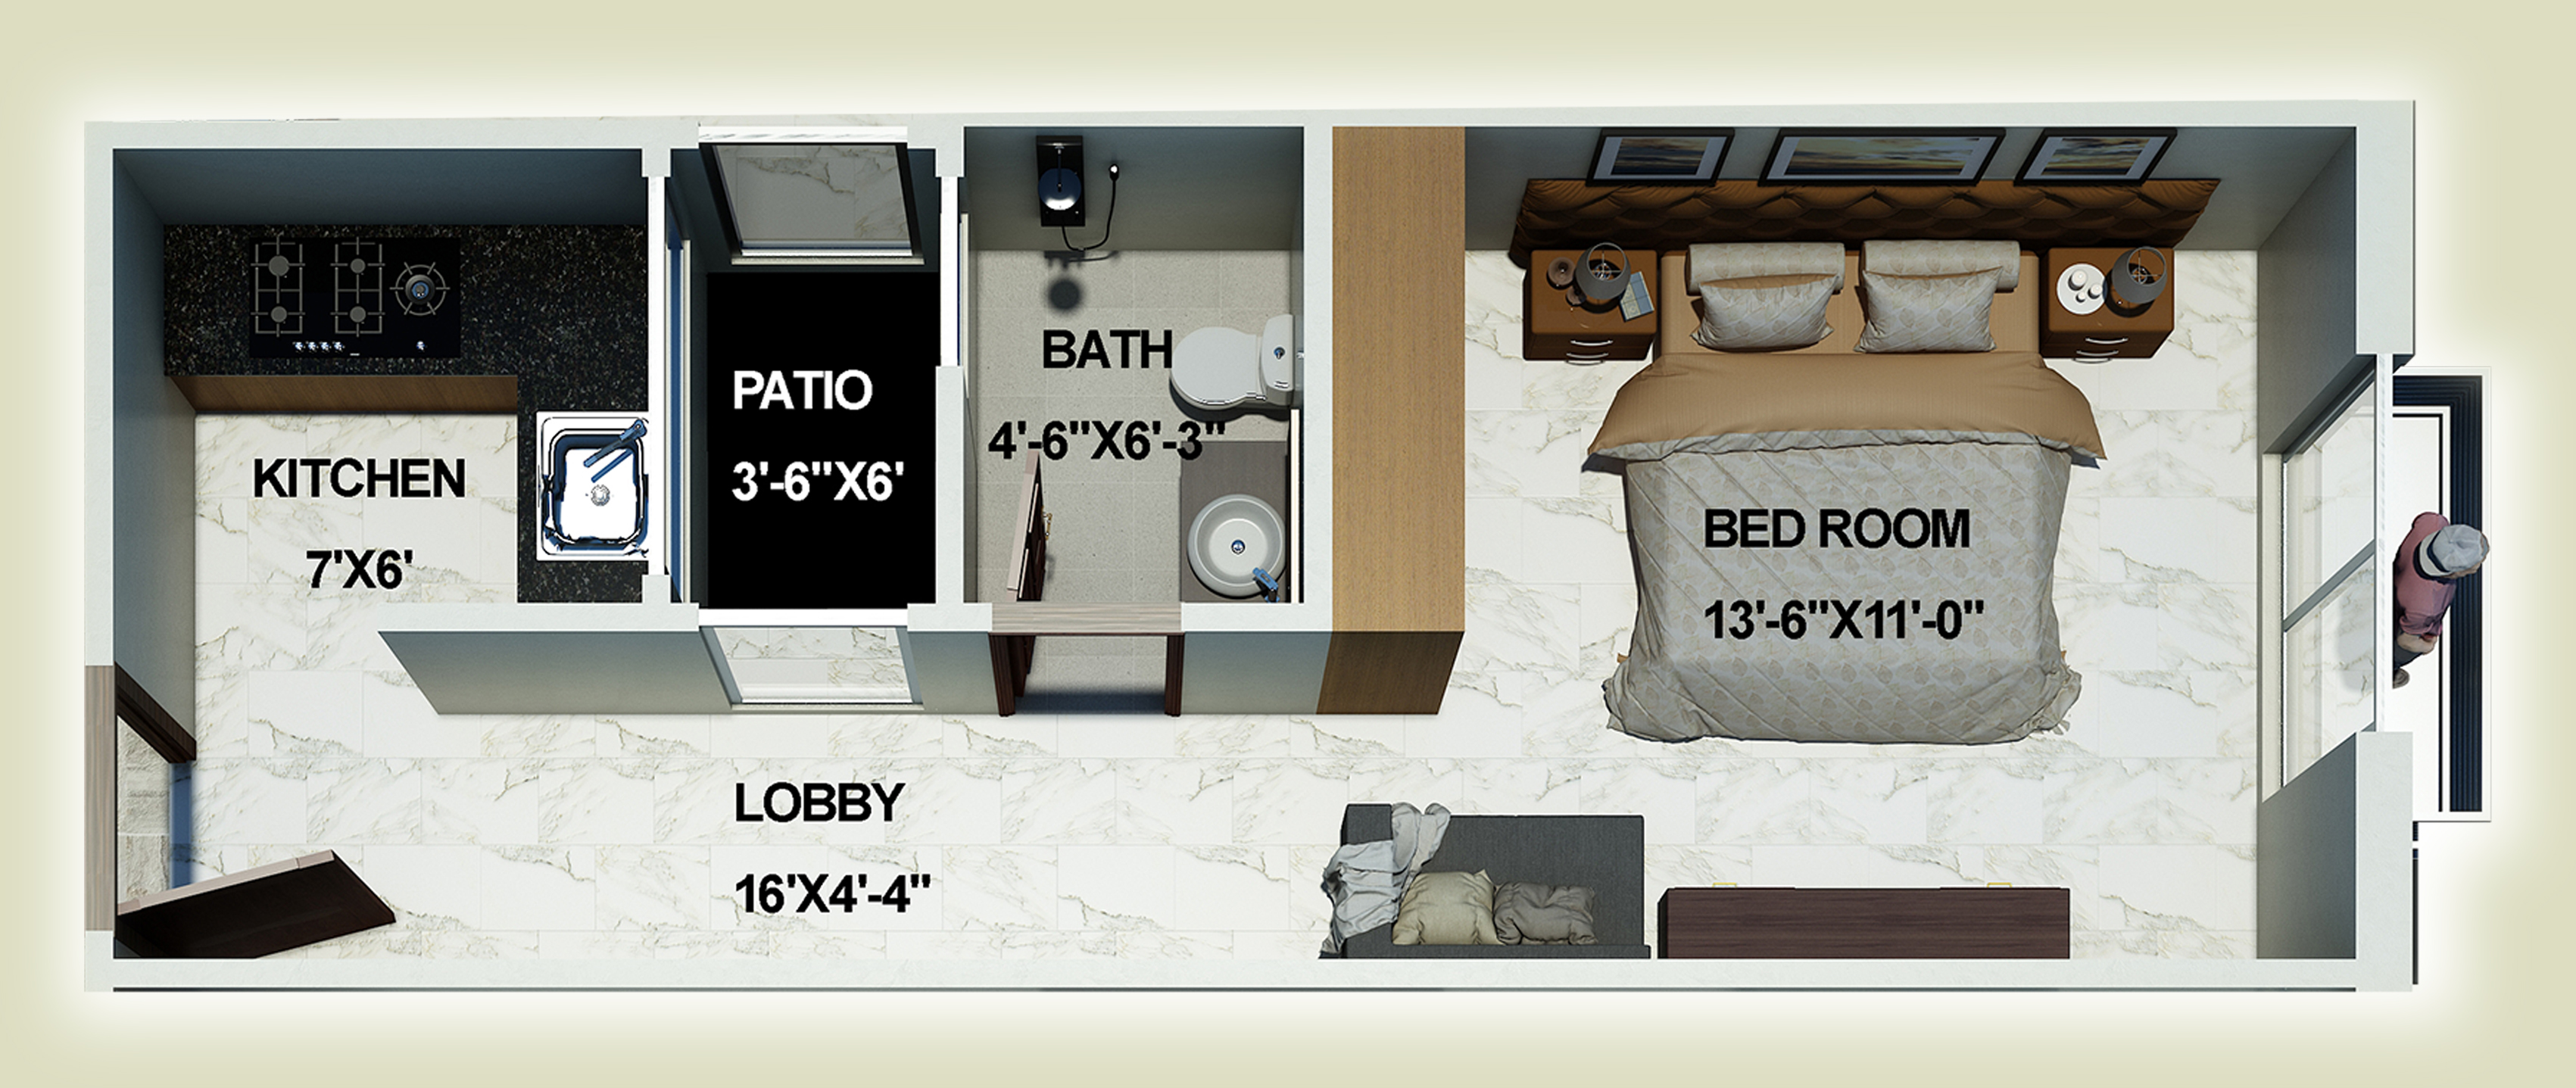 KITCHEN
7'X6'
PATIO
3'-6"X6'
BATH
4'-6"X6'-3"
BED ROOM
13'-6"X11'-0"
LOBBY
16'X4'-4"